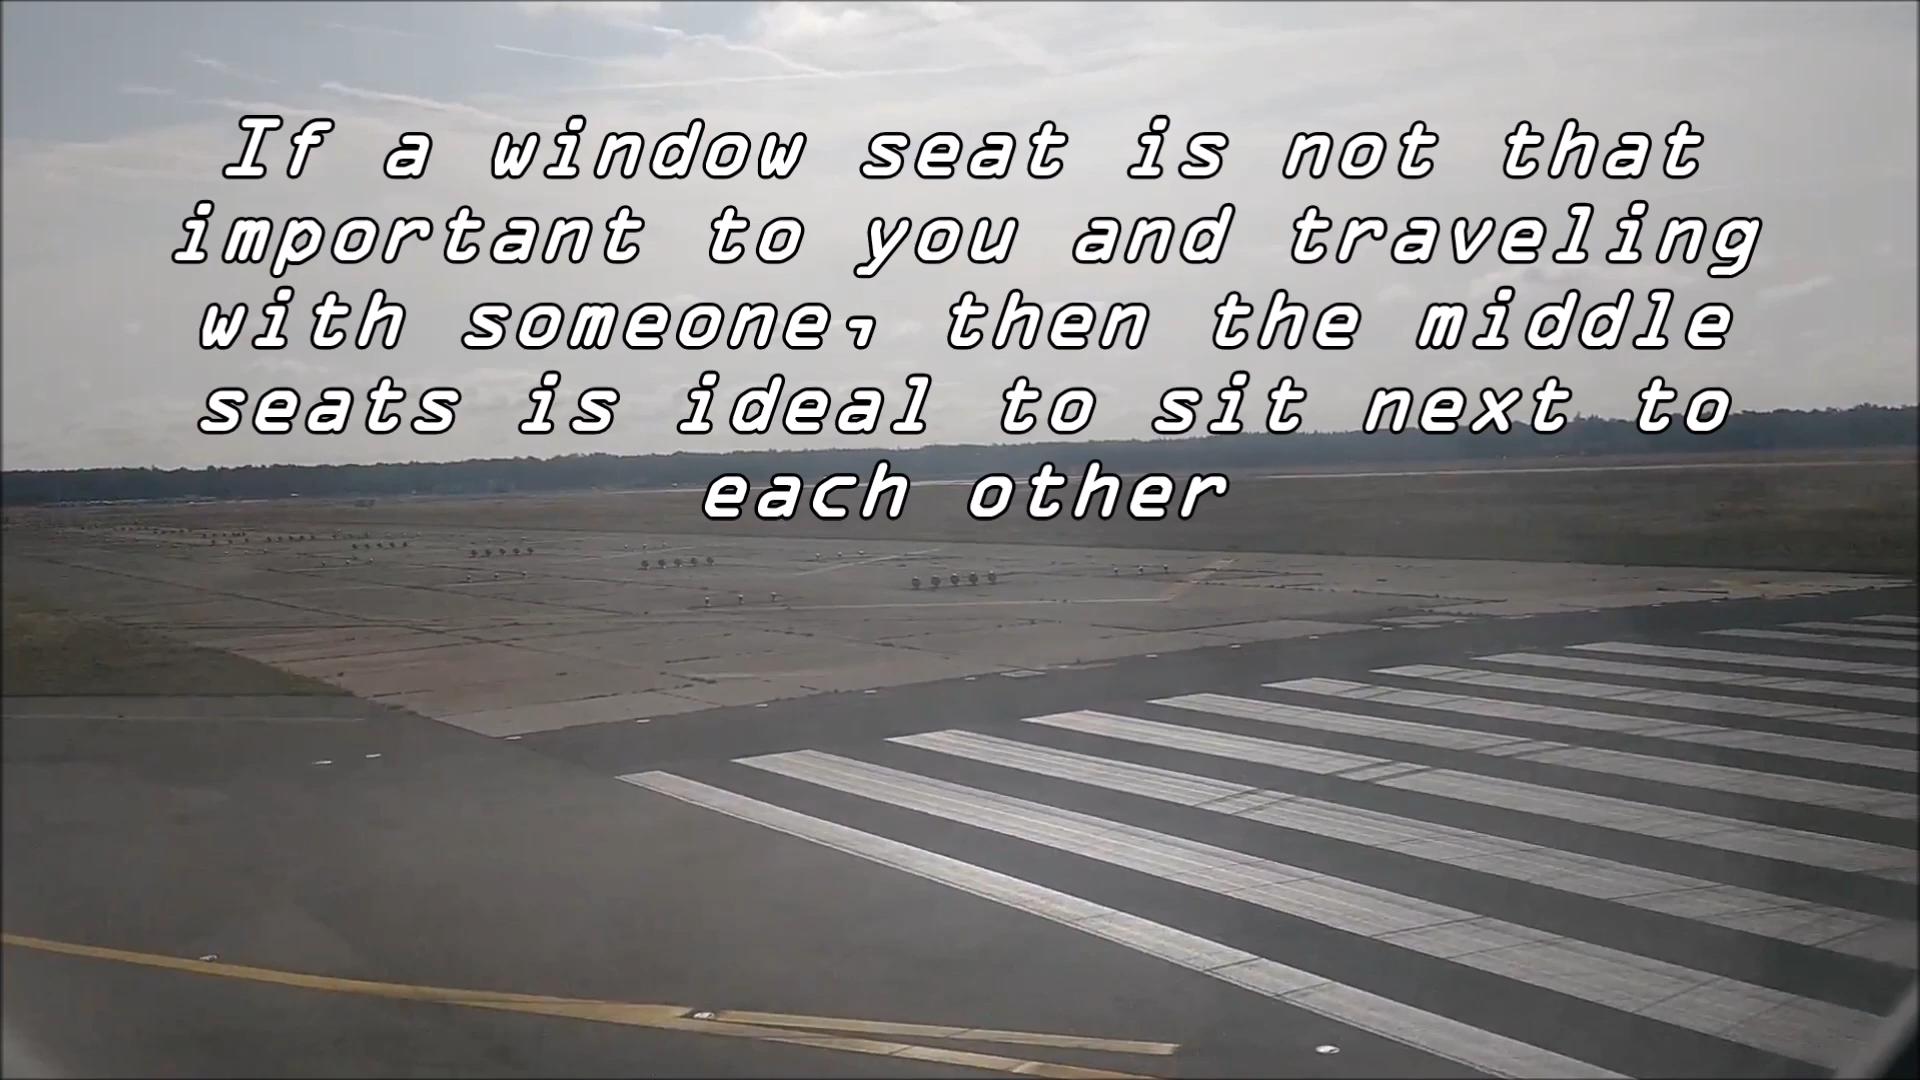 If a window seat is not that
important to you and traveling
with someone, then the middle
seats is ideal to sit next to
each other